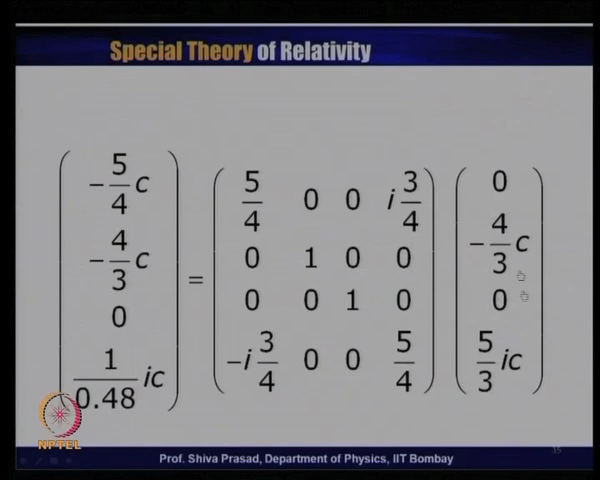 Special Theory of Relativity
( -5/4 c ) = ( 5/4 0 0 i 3/4 ) ( 0 )
( -4/3 c ) ( 0 1 0 0 ) ( -4/3 c )
( 0 ) ( 0 0 1 0 ) ( 0 )
( 1/0.48 ic ) ( -i 3/4 0 0 5/4 ) ( 5/3 ic )
NPTEL
Prof. Shiva Prasad, Department of Physics, IIT Bombay
35